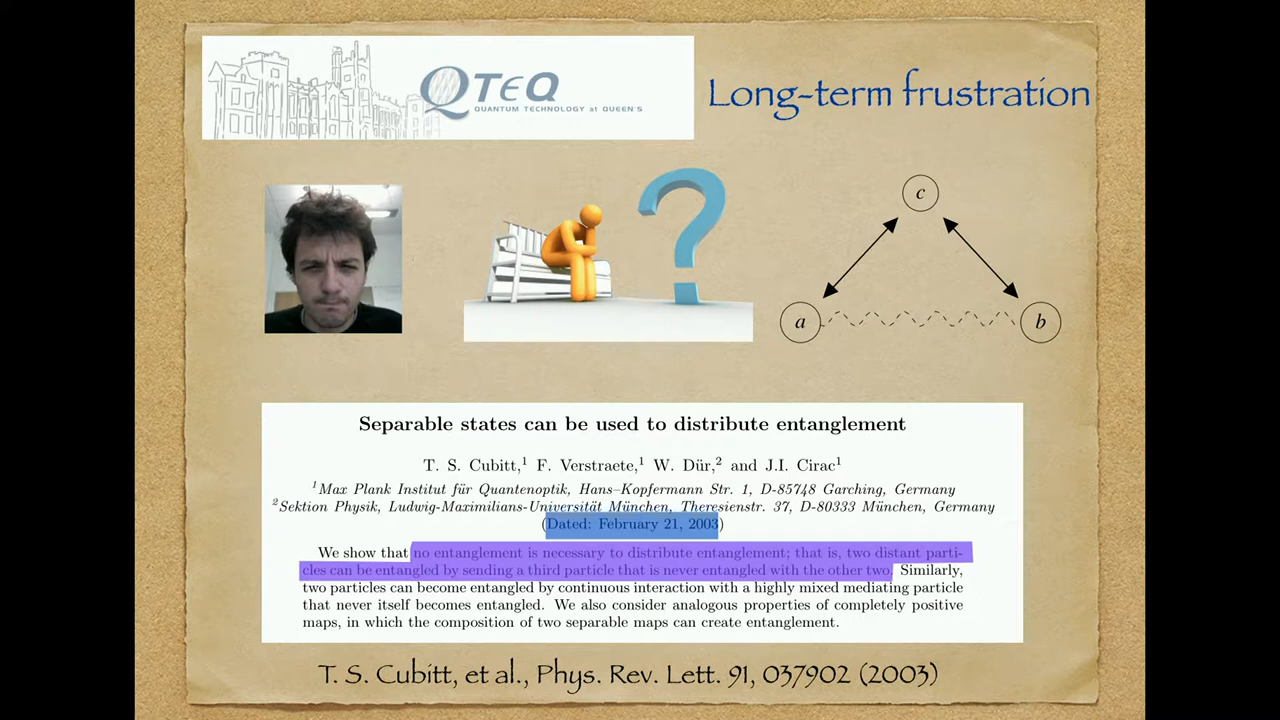 QTEQ
QUANTUM TECHNOLOGY at QUEEN'S
Long-term frustration
c
a
b
Separable states can be used to distribute entanglement
T. S. Cubitt,¹ F. Verstraete,¹ W. Dür,² and J.I. Cirac¹
¹Max Plank Institut für Quantenoptik, Hans–Kopfermann Str. 1, D-85748 Garching, Germany
²Sektion Physik, Ludwig-Maximilians-Universität München, Theresienstr. 37, D-80333 München, Germany
(Dated: February 21, 2003)
We show that no entanglement is necessary to distribute entanglement; that is, two distant parti-
cles can be entangled by sending a third particle that is never entangled with the other two. Similarly,
two particles can become entangled by continuous interaction with a highly mixed mediating particle
that never itself becomes entangled. We also consider analogous properties of completely positive
maps, in which the composition of two separable maps can create entanglement.
T. S. Cubitt, et al., Phys. Rev. Lett. 91, 037902 (2003)